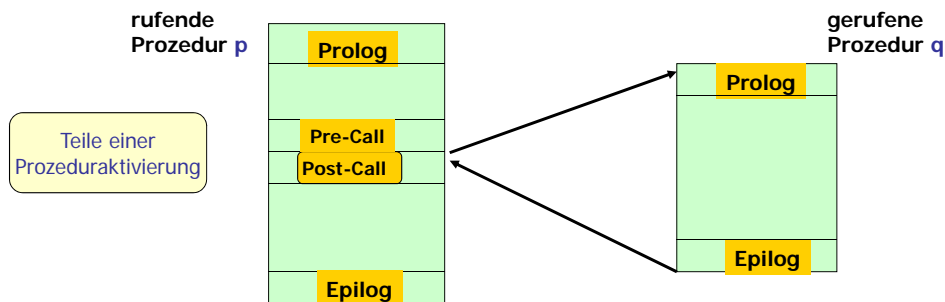 rufende
Prozedur p
gerufene
Prozedur q
Prolog
Prolog
Teile einer
Prozeduraktivierung
Pre-Call
Post-Call
Epilog
Epilog